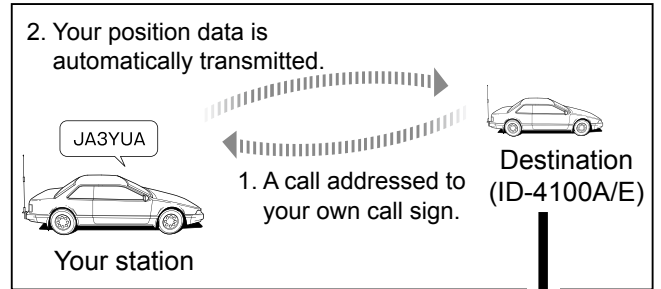 2. Your position data is
automatically transmitted.
JA3YUA
1. A call addressed to
your own call sign.
Destination
(ID-4100A/E)
Your station